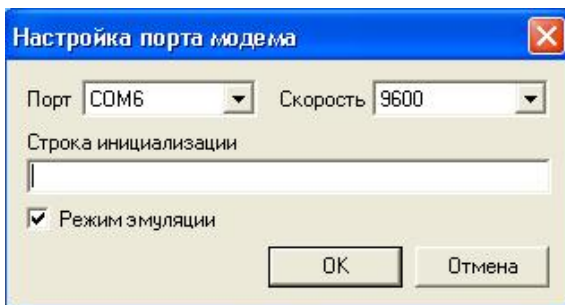 Настройка порта модема
Порт COM6 Скорость 9600
Строка инициализации
Режим эмуляции
OK Отмена